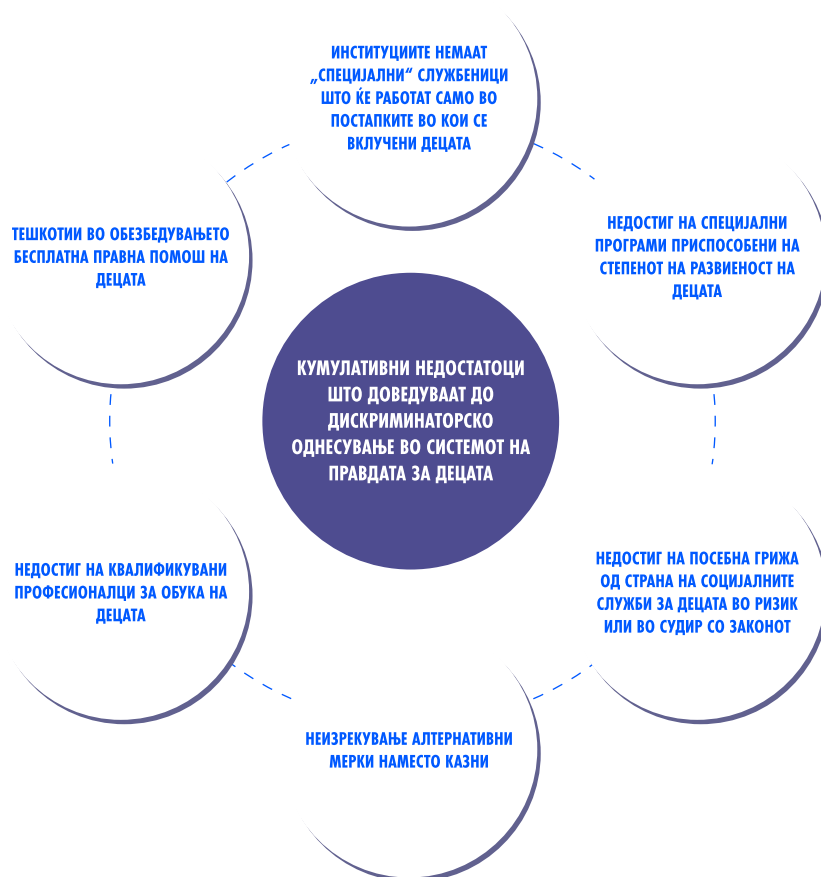 ИНСТИТУЦИИТЕ НЕМААТ
„СПЕЦИЈАЛНИ“ СЛУЖБЕНИЦИ
ШТО ЌЕ РАБОТАТ САМО ВО
ПОСТАПКИТЕ ВО КОИ СЕ
ВКЛУЧЕНИ ДЕЦАТА
НЕДОСТИГ НА СПЕЦИЈАЛНИ
ПРОГРАМИ ПРИСПОСОБЕНИ НА
СТЕПЕНОТ НА РАЗВИЕНОСТ НА
ДЕЦАТА
ТЕШКОТИИ ВО ОБЕЗБЕДУВАЊЕТО
БЕСПЛАТНА ПРАВНА ПОМОШ НА
ДЕЦАТА
КУМУЛАТИВНИ НЕДОСТАТОЦИ
ШТО ДОВЕДУВААТ ДО
ДИСКРИМИНАТОРСКО
ОДНЕСУВАЊЕ ВО СИСТЕМОТ НА
ПРАВДАТА ЗА ДЕЦАТА
НЕДОСТИГ НА ПОСЕБНА ГРИЖА
ОД СТРАНА НА СОЦИЈАЛНИТЕ
СЛУЖБИ ЗА ДЕЦАТА ВО РИЗИК
ИЛИ ВО СУДИР СО ЗАКОНОТ
НЕДОСТИГ НА КВАЛИФИКУВАНИ
ПРОФЕСИОНАЛЦИ ЗА ОБУКА НА
ДЕЦАТА
НЕИЗРЕКУВАЊЕ АЛТЕРНАТИВНИ
МЕРКИ НАМЕСТО КАЗНИ